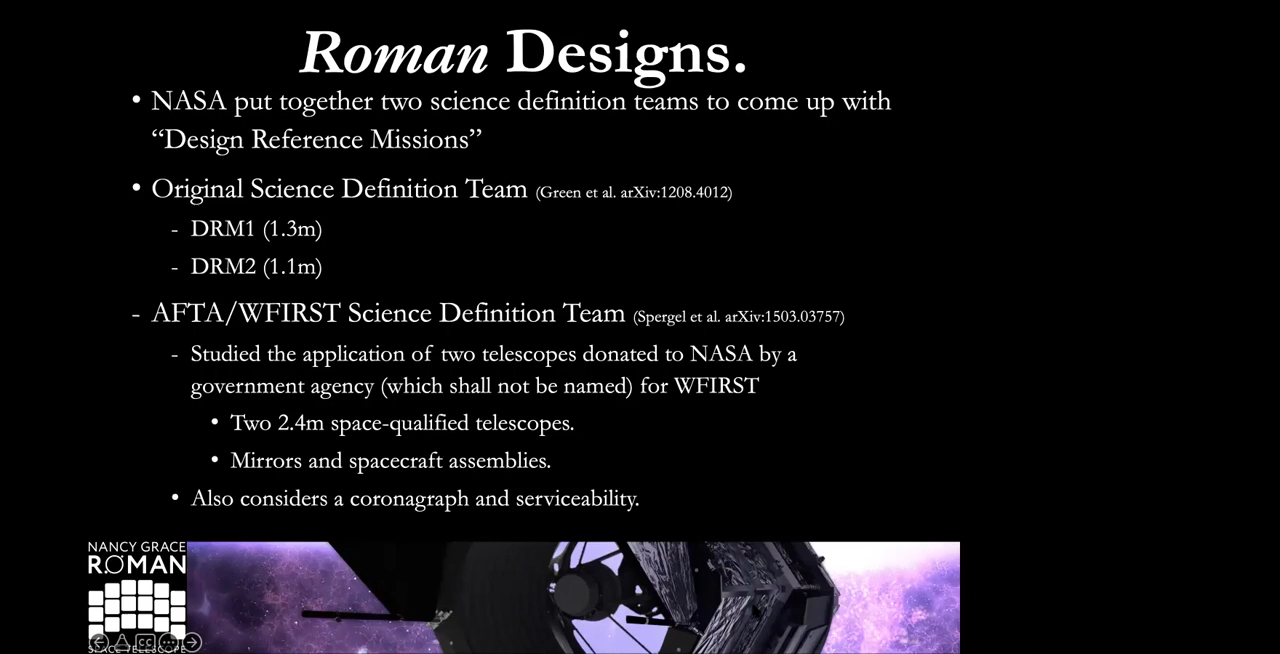 Roman Designs.
• NASA put together two science definition teams to come up with
“Design Reference Missions”
• Original Science Definition Team (Green et al. arXiv:1208.4012)
- DRM1 (1.3m)
- DRM2 (1.1m)
- AFTA/WFIRST Science Definition Team (Spergel et al. arXiv:1503.03757)
- Studied the application of two telescopes donated to NASA by a
government agency (which shall not be named) for WFIRST
• Two 2.4m space-qualified telescopes.
• Mirrors and spacecraft assemblies.
• Also considers a coronagraph and serviceability.
NANCY GRACE
ROMAN
CC
SPACE TELESCOPE